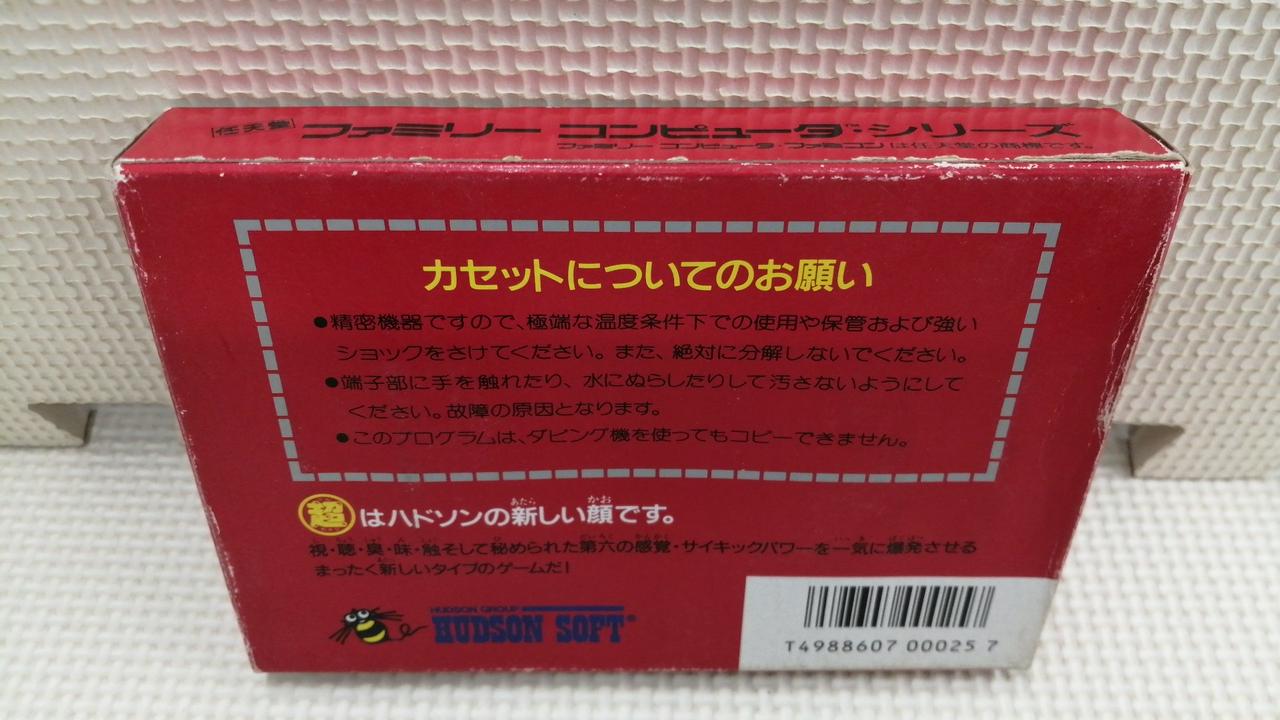 任天堂 ファミリー コンピュータ™・シリーズ
ファミリー コンピュータ・ファミコンは任天堂の商標です。
カセットについてのお願い
●精密機器ですので、極端な温度条件下での使用や保管および強い
ショックをさけてください。また、絶対に分解しないでください。
●端子部に手を触れたり、水にぬらしたりして汚さないようにして
ください。故障の原因となります。
●このプログラムは、ダビング機を使ってもコピーできません。
超はハドソンの新しい顔です。
視・聴・臭・味・触そして秘められた第六の感覚・サイキックパワーを一気に爆発させる
まったく新しいタイプのゲームだ!
HUDSON GROUP
HUDSON SOFT®
T4988607 00025 7